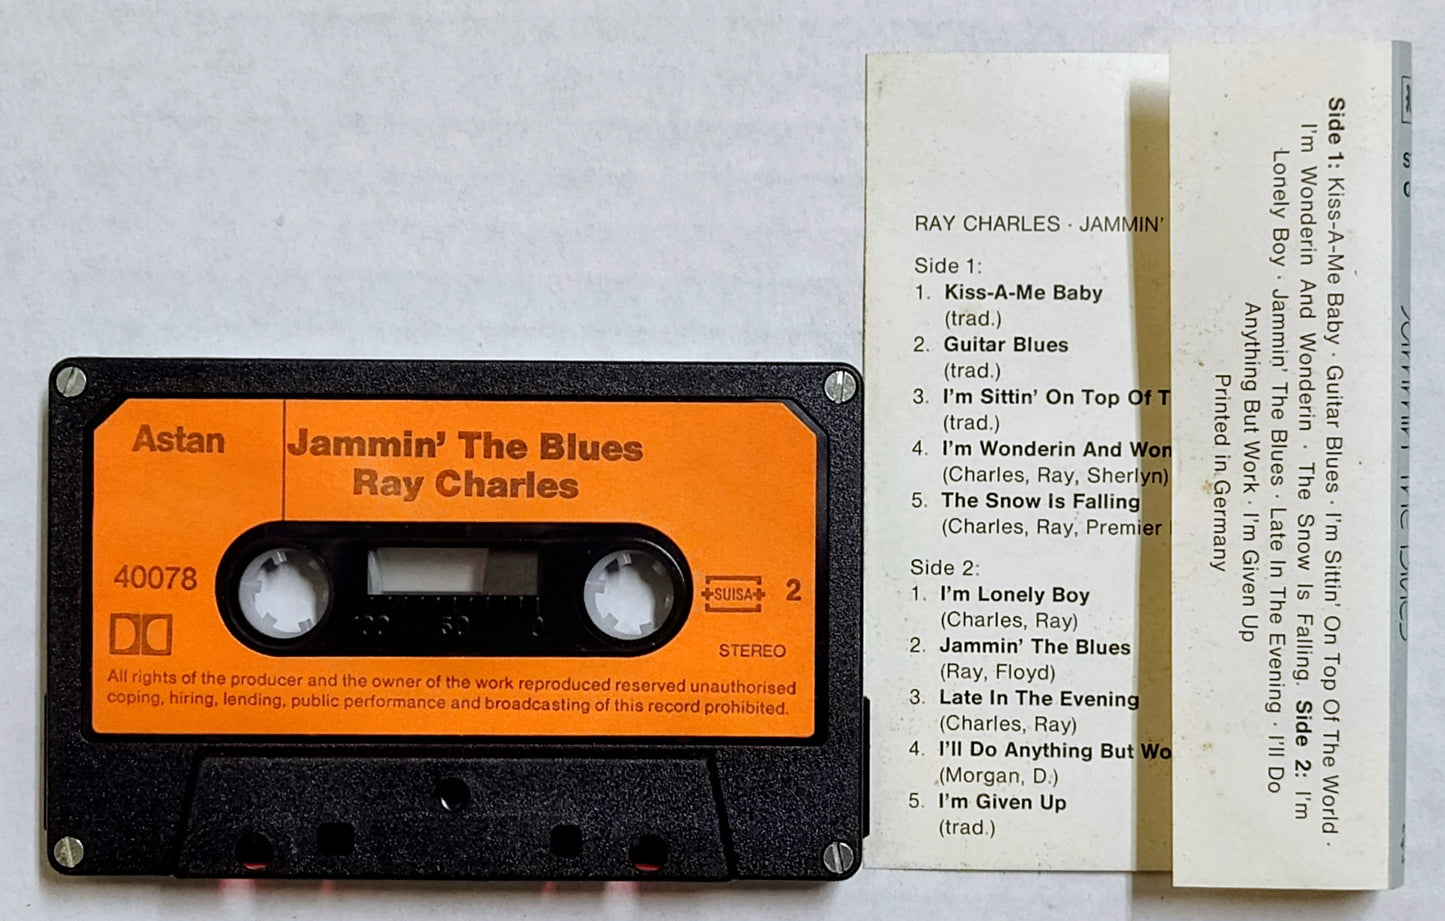 Astan
Jammin' The Blues
Ray Charles
40078
SUISA
2
STEREO
All rights of the producer and the owner of the work reproduced reserved unauthorised
coping, hiring, lending, public performance and broadcasting of this record prohibited.
100 50 0
RAY CHARLES · JAMMIN'
Side 1:
1. Kiss-A-Me Baby
(trad.)
2. Guitar Blues
(trad.)
3. I'm Sittin' On Top Of T
(trad.)
4. I'm Wonderin And Won
(Charles, Ray, Sherlyn)
5. The Snow Is Falling
(Charles, Ray, Premier
Side 2:
1. I'm Lonely Boy
(Charles, Ray)
2. Jammin' The Blues
(Ray, Floyd)
3. Late In The Evening
(Charles, Ray)
4. I'll Do Anything But Wo
(Morgan, D.)
5. I'm Given Up
(trad.)
Side 1: Kiss-A-Me Baby · Guitar Blues · I'm Sittin' On Top Of The World ·
I'm Wonderin And Wonderin · The Snow Is Falling. Side 2: I'm
Lonely Boy · Jammin' The Blues · Late In The Evening · I'll Do
Anything But Work · I'm Given Up
Printed in Germany
Jammin' The Blues